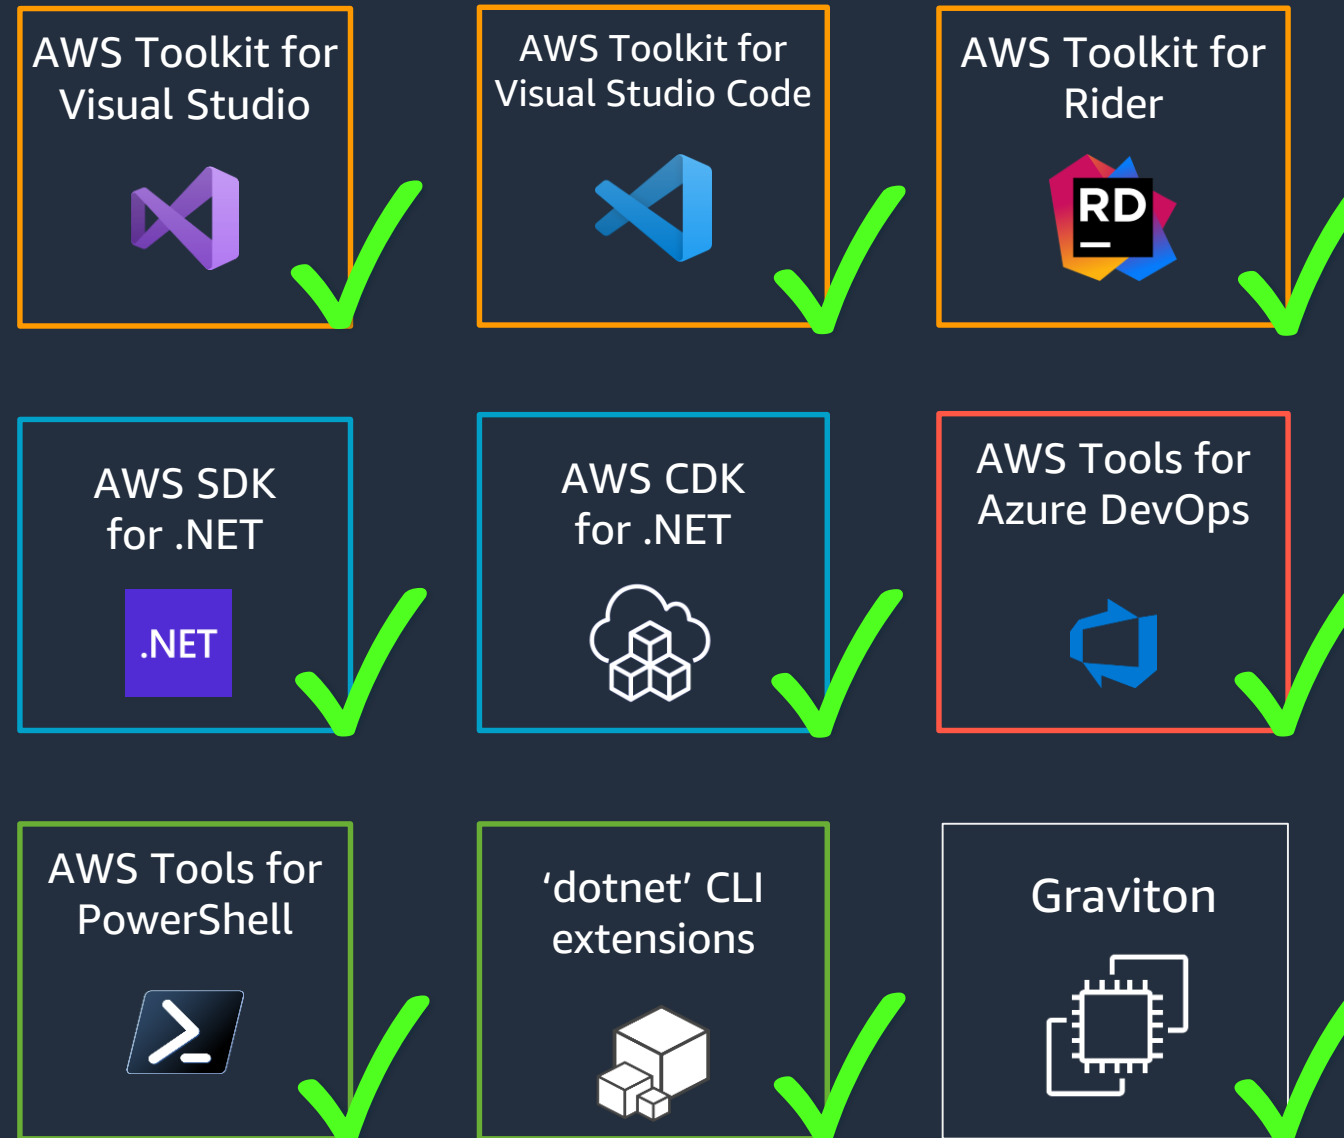 AWS Toolkit for
Visual Studio
AWS Toolkit for
Visual Studio Code
AWS Toolkit for
Rider
RD
AWS SDK
for .NET
.NET
AWS CDK
for .NET
AWS Tools for
Azure DevOps
AWS Tools for
PowerShell
‘dotnet’ CLI
extensions
Graviton